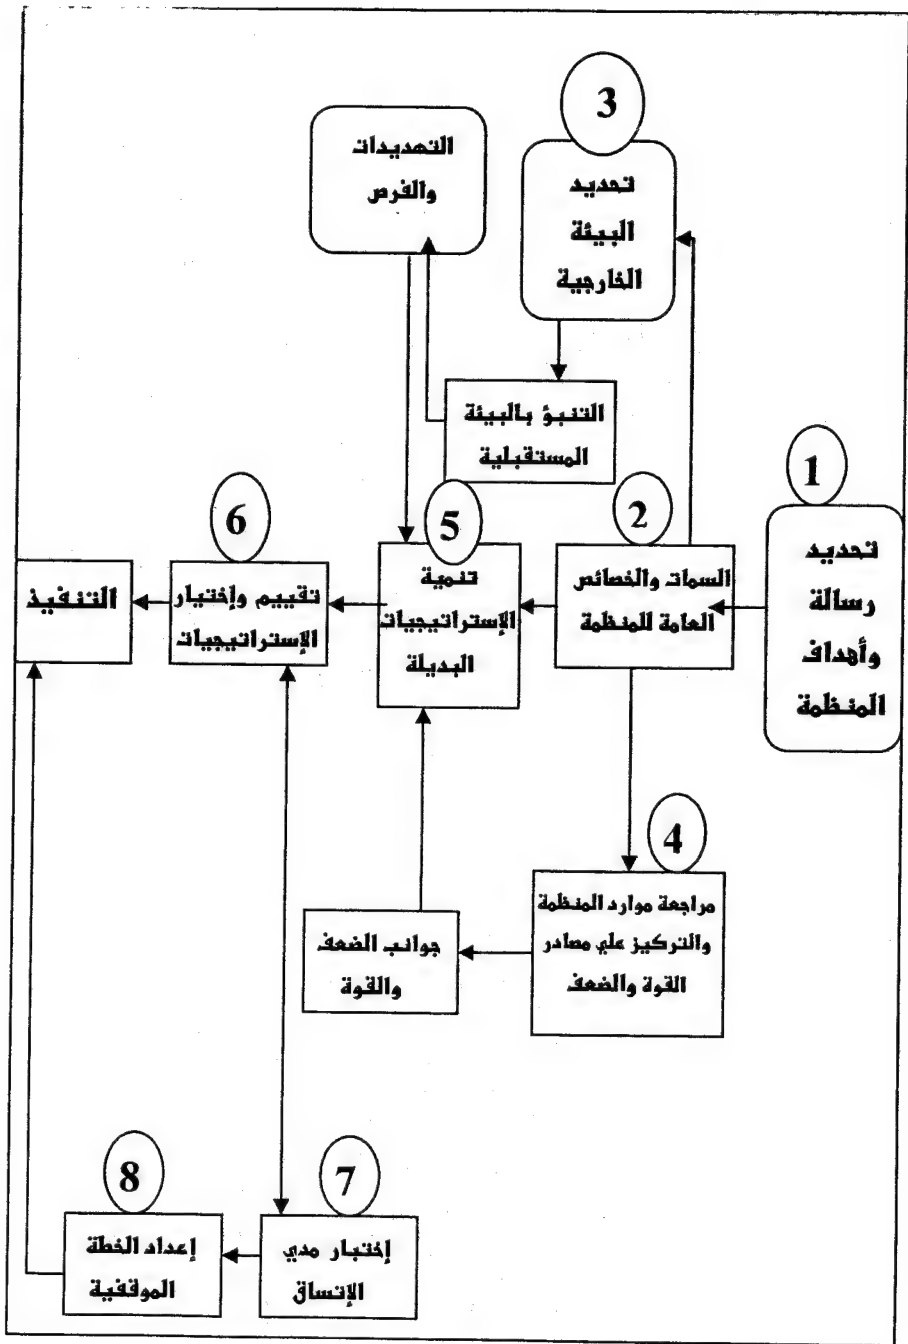 3
تحديد
البيئة
الخارجية
التهديدات
والفرص
التنبؤ بالبيئة
المستقبلية
1
تحديد
رسالة
وأهداف
المنظمة
2
السمات والخصائص
العامة للمنظمة
5
تنمية
الإستراتيجيات
البديلة
6
تقييم وإختيار
الإستراتيجيات
التنفيذ
4
مراجعة موارد المنظمة
والتركيز علي مصادر
القوة والضعف
جوانب الضعف
والقوة
7
إختبار مدي
الإتساق
8
إعداد الخطة
الموقفية